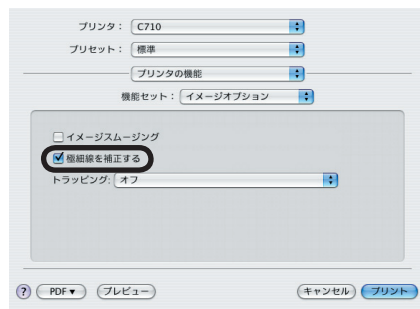 プリンタ： C710
プリセット： 標準
プリンタの機能
機能セット： イメージオプション
イメージスムージング
極細線を補正する
トラッピング: オフ
? PDF▼ プレビュー キャンセル プリント